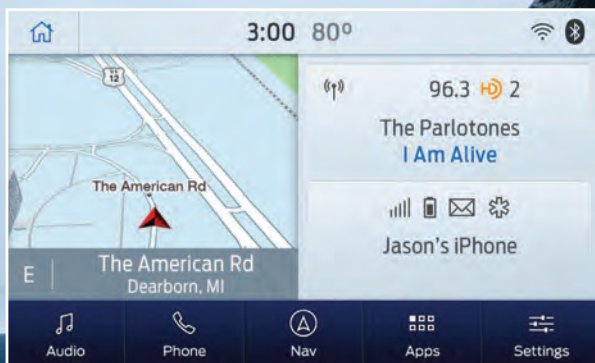 3:00 80º
U.S.
12
The American Rd
E
The American Rd
Dearborn, MI
96.3 HD 2
The Parlotones
I Am Alive
Jason's iPhone
Audio Phone Nav Apps Settings